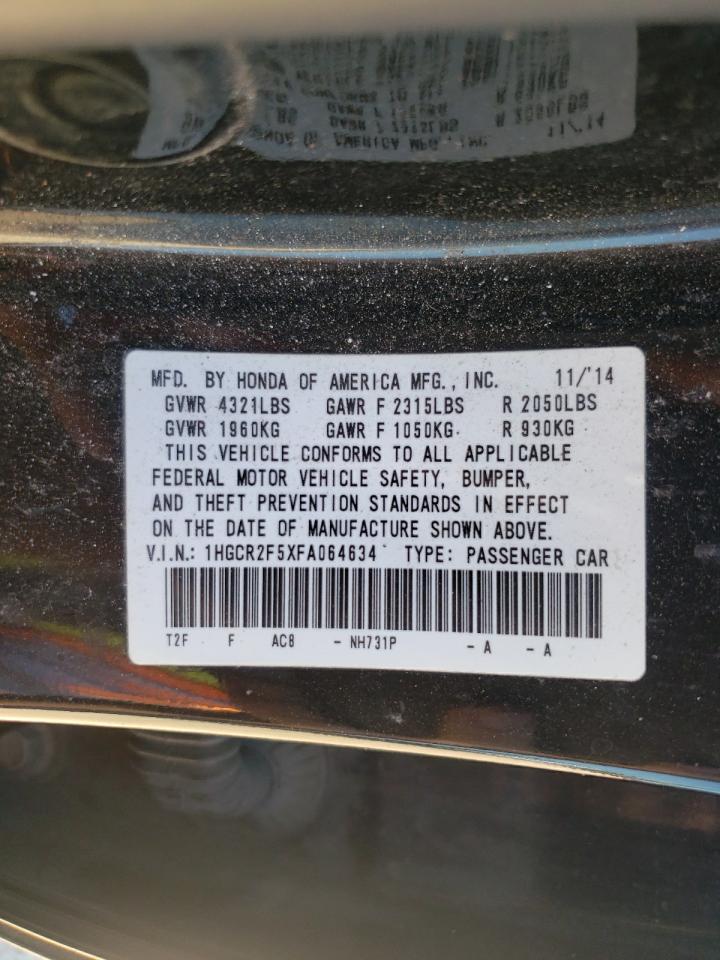 MFD. BY HONDA OF AMERICA MFG., INC. 11/'14
GVWR 4321LBS GAWR F 2315LBS R 2050LBS
GVWR 1960KG GAWR F 1050KG R 930KG
THIS VEHICLE CONFORMS TO ALL APPLICABLE
FEDERAL MOTOR VEHICLE SAFETY, BUMPER,
AND THEFT PREVENTION STANDARDS IN EFFECT
ON THE DATE OF MANUFACTURE SHOWN ABOVE.
V.I.N.: 1HGCR2F5XFA064634 TYPE: PASSENGER CAR
T2F F AC8 - NH731P - A - A